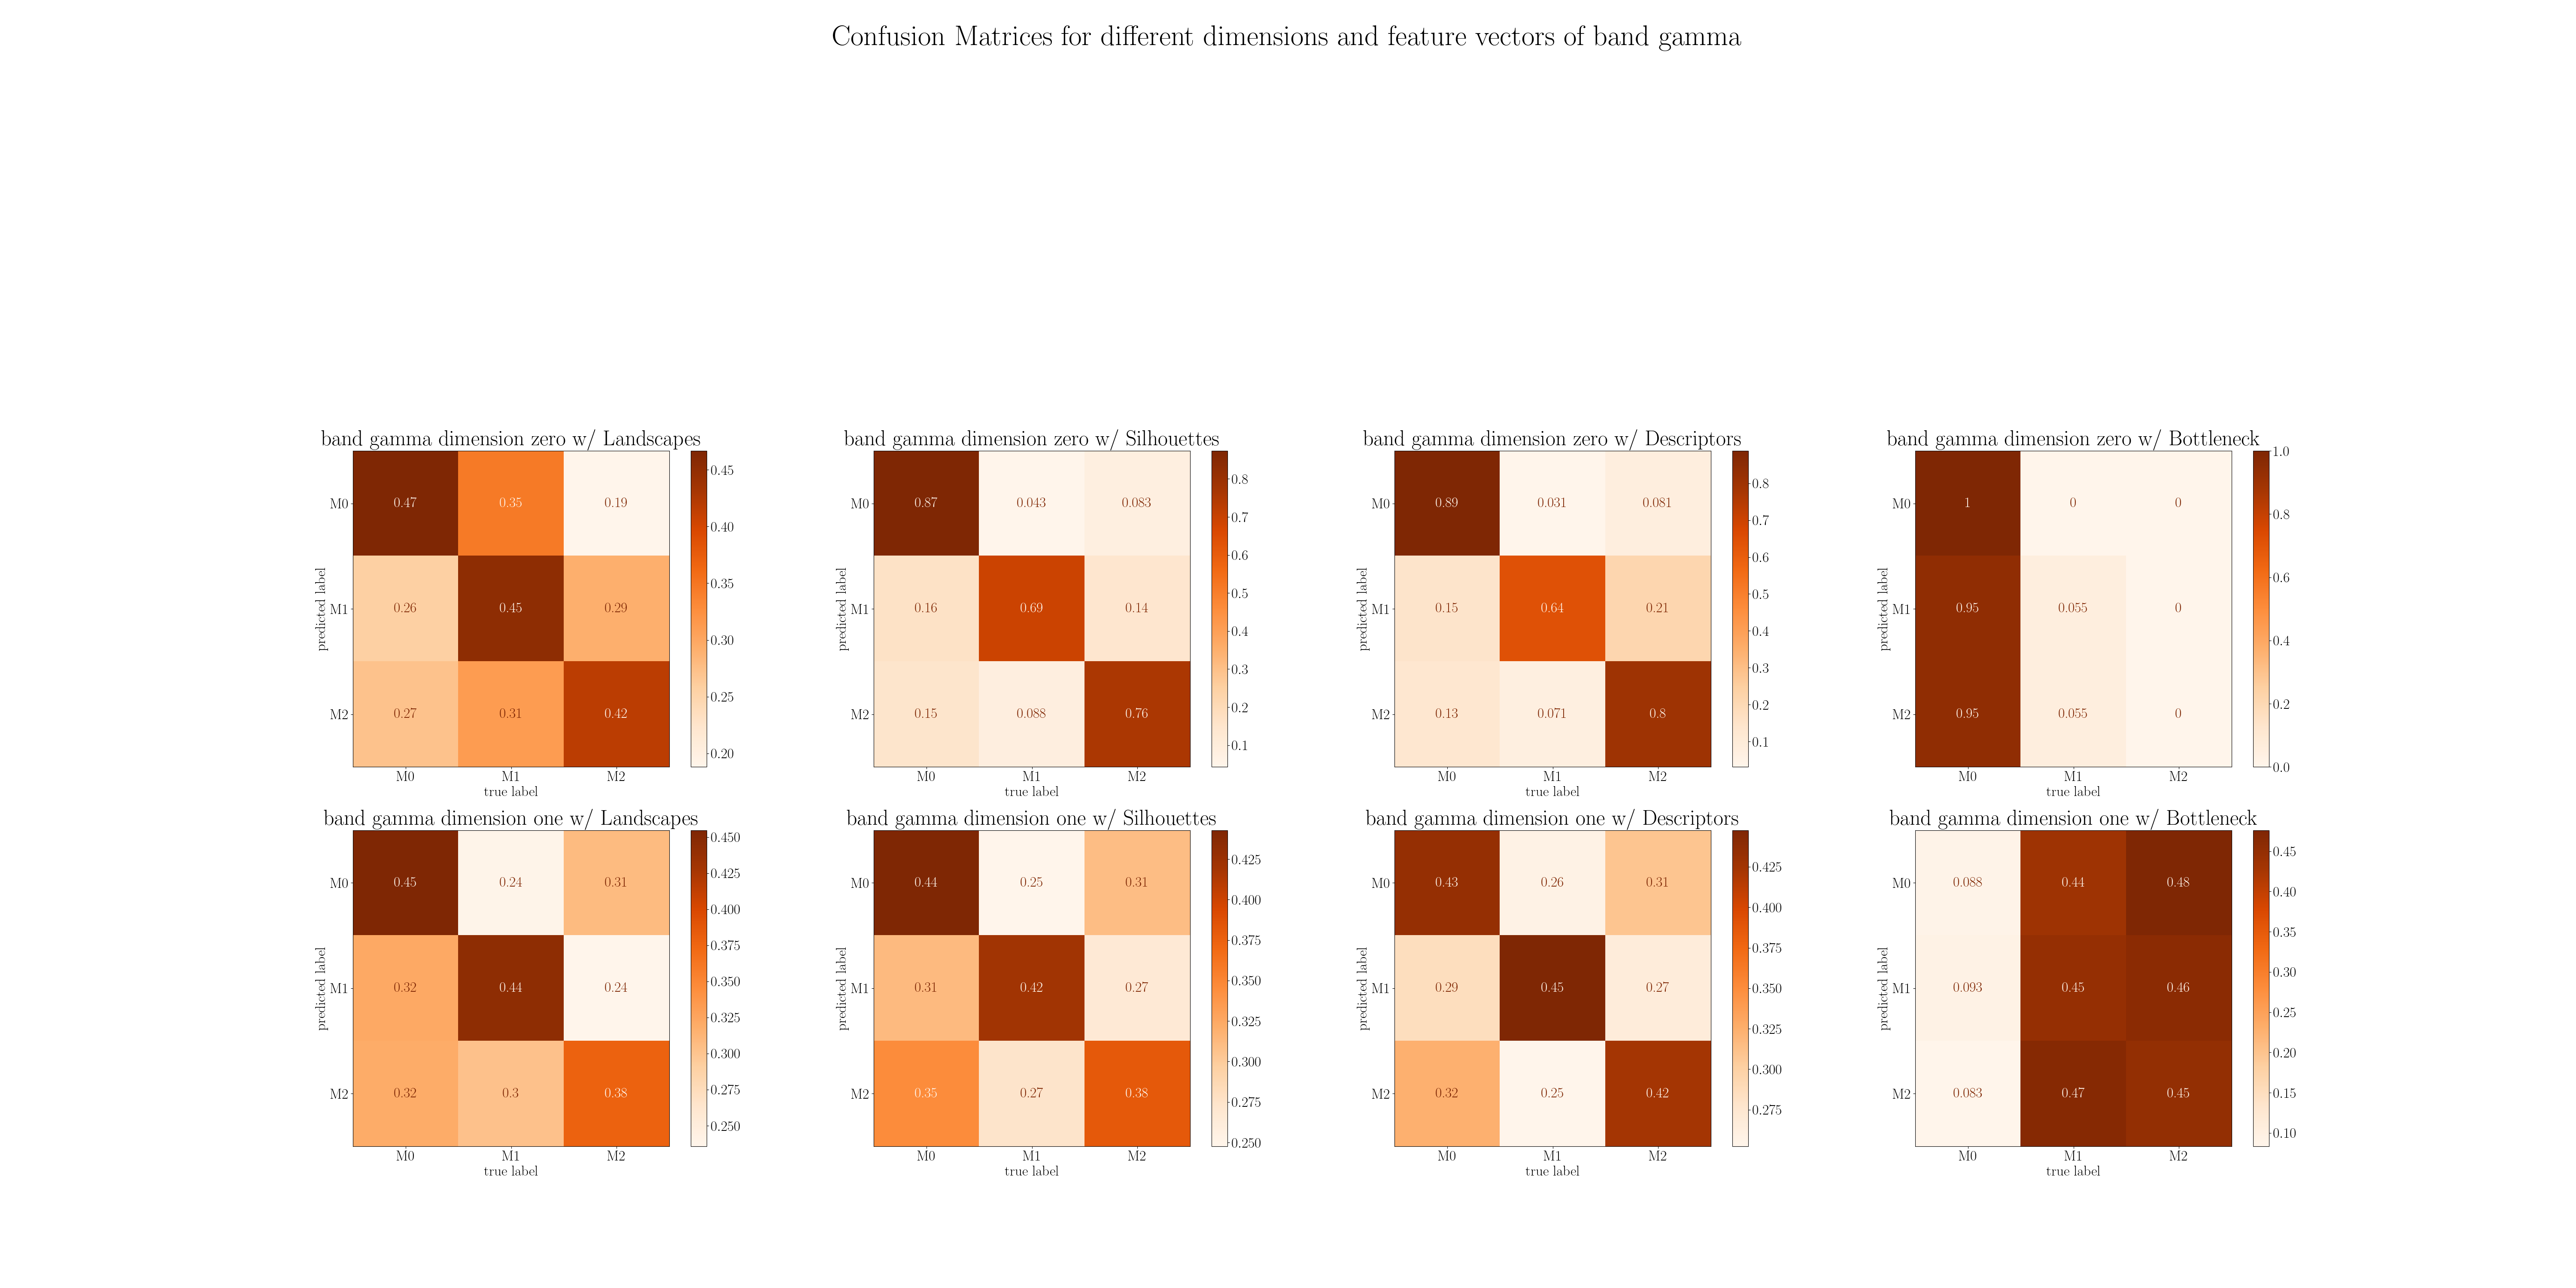 Confusion Matrices for different dimensions and feature vectors of band gamma
band gamma dimension zero w/ Landscapes
predicted label
M0 0.47 0.35 0.19
M1 0.26 0.45 0.29
M2 0.27 0.31 0.42
M0 M1 M2
true label
0.45
0.40
0.35
0.30
0.25
0.20
band gamma dimension zero w/ Silhouettes
predicted label
M0 0.87 0.043 0.083
M1 0.16 0.69 0.14
M2 0.15 0.088 0.76
M0 M1 M2
true label
0.8
0.7
0.6
0.5
0.4
0.3
0.2
0.1
band gamma dimension zero w/ Descriptors
predicted label
M0 0.89 0.031 0.081
M1 0.15 0.64 0.21
M2 0.13 0.071 0.8
M0 M1 M2
true label
0.8
0.7
0.6
0.5
0.4
0.3
0.2
0.1
band gamma dimension zero w/ Bottleneck
predicted label
M0 1 0 0
M1 0.95 0.055 0
M2 0.95 0.055 0
M0 M1 M2
true label
1.0
0.8
0.6
0.4
0.2
0.0
band gamma dimension one w/ Landscapes
predicted label
M0 0.45 0.24 0.31
M1 0.32 0.44 0.24
M2 0.32 0.3 0.38
M0 M1 M2
true label
0.450
0.425
0.400
0.375
0.350
0.325
0.300
0.275
0.250
band gamma dimension one w/ Silhouettes
predicted label
M0 0.44 0.25 0.31
M1 0.31 0.42 0.27
M2 0.35 0.27 0.38
M0 M1 M2
true label
0.425
0.400
0.375
0.350
0.325
0.300
0.275
0.250
band gamma dimension one w/ Descriptors
predicted label
M0 0.43 0.26 0.31
M1 0.29 0.45 0.27
M2 0.32 0.25 0.42
M0 M1 M2
true label
0.425
0.400
0.375
0.350
0.325
0.300
0.275
band gamma dimension one w/ Bottleneck
predicted label
M0 0.088 0.44 0.48
M1 0.093 0.45 0.46
M2 0.083 0.47 0.45
M0 M1 M2
true label
0.45
0.40
0.35
0.30
0.25
0.20
0.15
0.10